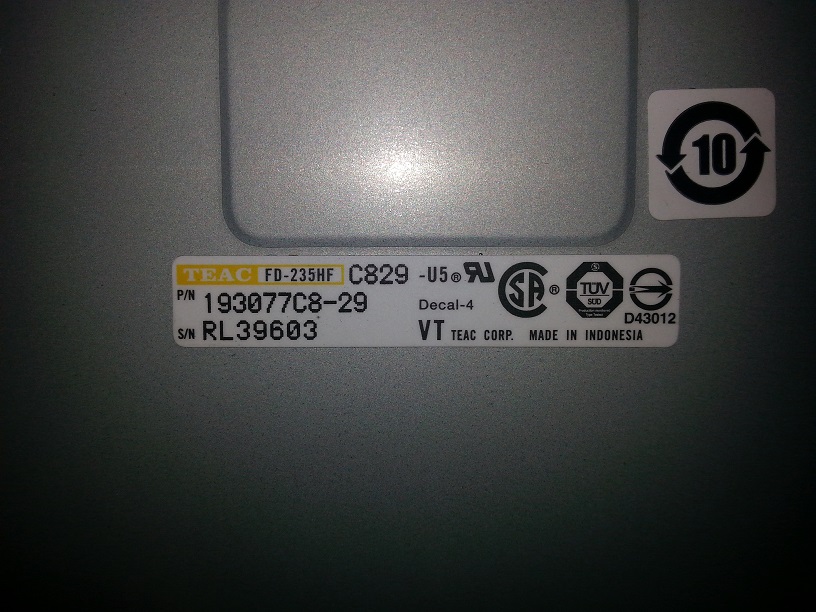 10
TEAC FD-235HF C829 -U5
P/N 193077C8-29 Decal-4
S/N RL39603 VT TEAC CORP. MADE IN INDONESIA
SA
TÜV
SÜD
D43012